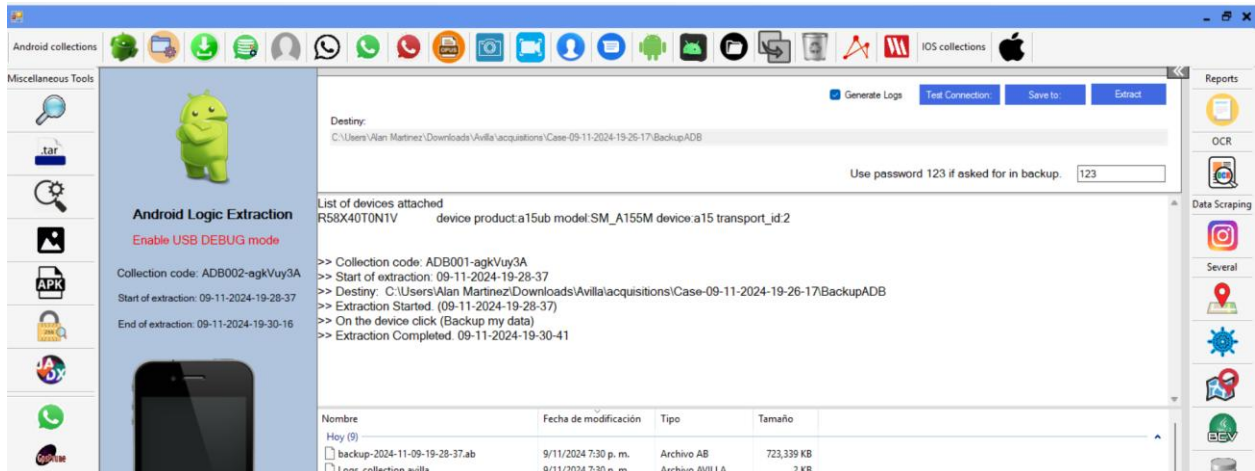 Android collections
IOS collections
Miscellaneous Tools
.tar
APK
Android Logic Extraction
Enable USB DEBUG mode
Collection code: ADB002-agkVuy3A
Start of extraction: 09-11-2024-19-28-37
End of extraction: 09-11-2024-19-30-16
Generate Logs
Test Connection:
Save to:
Extract
Destiny:
C:\Users\Alan Martinez\Downloads\Avilla\acquisitions\Case-09-11-2024-19-26-17\BackupADB
Use password 123 if asked for in backup. 123
List of devices attached
R58X40T0N1V device product:a15ub model:SM_A155M device:a15 transport_id:2
>> Collection code: ADB001-agkVuy3A
>> Start of extraction: 09-11-2024-19-28-37
>> Destiny: C:\Users\Alan Martinez\Downloads\Avilla\acquisitions\Case-09-11-2024-19-26-17\BackupADB
>> Extraction Started. (09-11-2024-19-28-37)
>> On the device click (Backup my data)
>> Extraction Completed. 09-11-2024-19-30-41
Nombre Fecha de modificación Tipo Tamaño
Hoy (9)
backup-2024-11-09-19-28-37.ab 9/11/2024 7:30 p. m. Archivo AB 723,339 KB
Logs_collection.avilla 9/11/2024 7:30 p. m. Archivo AVILLA 2 KB
Reports
OCR
Data Scraping
Several
BCV